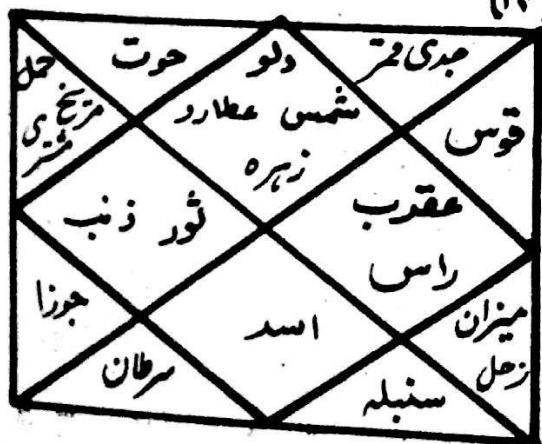 جدی قمر
دلو
شمس عطارد
زہرہ
حوت
حمل
مریخ
مشتری
قوس
عقرب
راس
ثور ذنب
جوزا
اسد
میزان
زحل
سرطان
سنبلہ